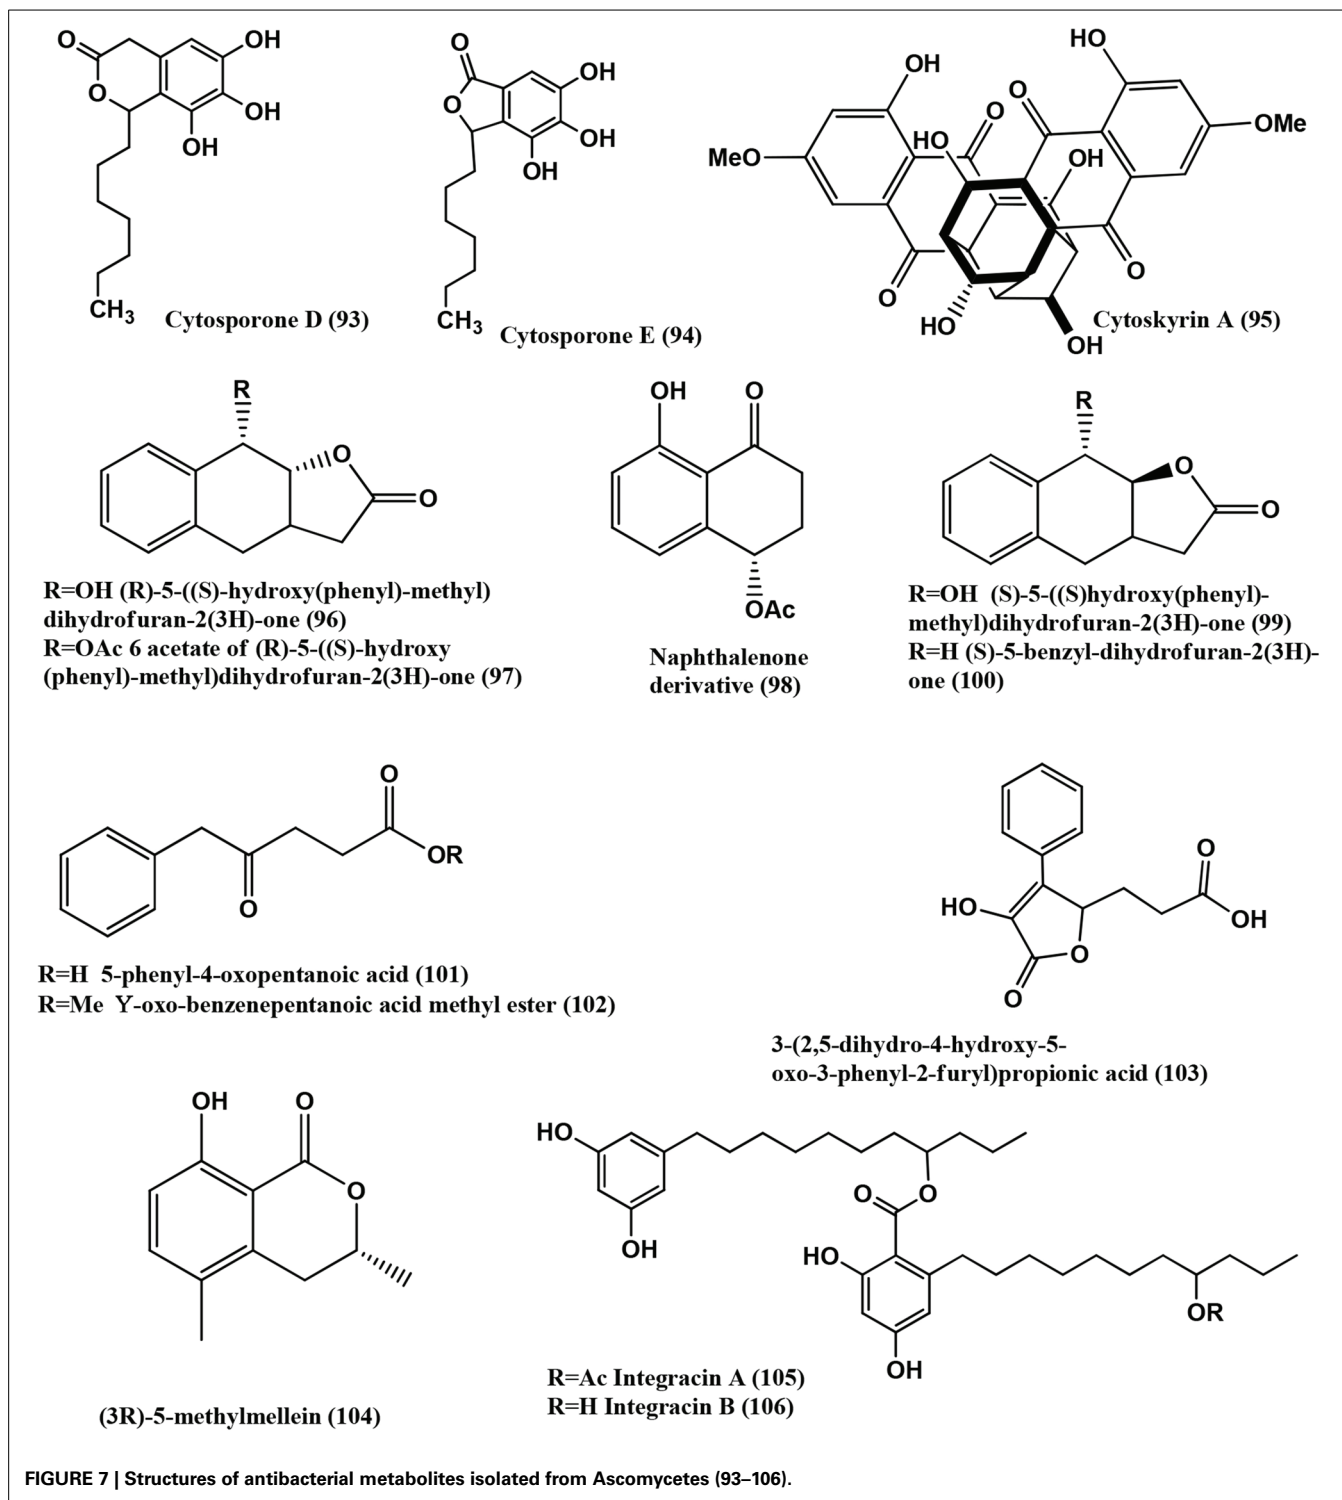 O
OH
O
OH
OH
CH3
Cytosporone D (93)
O
O
OH
OH
OH
CH3
Cytosporone E (94)
HO
OH
O
O
HO
OH
MeO
OMe
O
O
HO
OH
Cytoskyrin A (95)
R
O
O
R=OH (R)-5-((S)-hydroxy(phenyl)-methyl)
dihydrofuran-2(3H)-one (96)
R=OAc 6 acetate of (R)-5-((S)-hydroxy
(phenyl)-methyl)dihydrofuran-2(3H)-one (97)
OH
O
OAc
Naphthalenone
derivative (98)
R
O
O
R=OH (S)-5-((S)hydroxy(phenyl)-
methyl)dihydrofuran-2(3H)-one (99)
R=H (S)-5-benzyl-dihydrofuran-2(3H)-
one (100)
O
OR
O
R=H 5-phenyl-4-oxopentanoic acid (101)
R=Me Y-oxo-benzenepentanoic acid methyl ester (102)
O
HO
OH
O
O
3-(2,5-dihydro-4-hydroxy-5-
oxo-3-phenyl-2-furyl)propionic acid (103)
OH
O
O
(3R)-5-methylmellein (104)
HO
OH
O
O
HO
OR
OH
R=Ac Integracin A (105)
R=H Integracin B (106)
FIGURE 7 | Structures of antibacterial metabolites isolated from Ascomycetes (93–106).